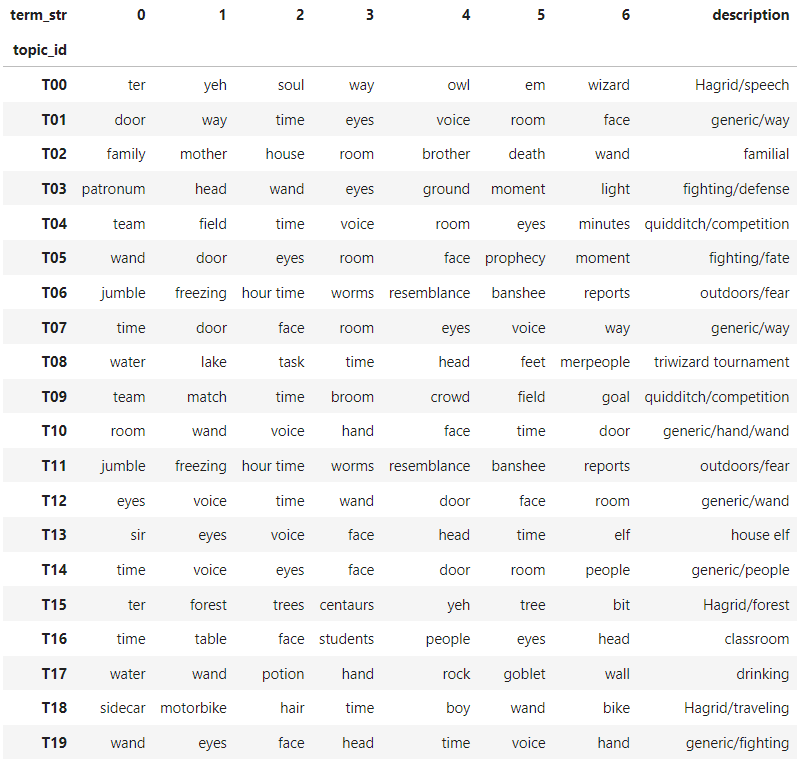 term_str 0 1 2 3 4 5 6 description
topic_id
T00 ter yeh soul way owl em wizard Hagrid/speech
T01 door way time eyes voice room face generic/way
T02 family mother house room brother death wand familial
T03 patronum head wand eyes ground moment light fighting/defense
T04 team field time voice room eyes minutes quidditch/competition
T05 wand door eyes room face prophecy moment fighting/fate
T06 jumble freezing hour time worms resemblance banshee reports outdoors/fear
T07 time door face room eyes voice way generic/way
T08 water lake task time head feet merpeople triwizard tournament
T09 team match time broom crowd field goal quidditch/competition
T10 room wand voice hand face time door generic/hand/wand
T11 jumble freezing hour time worms resemblance banshee reports outdoors/fear
T12 eyes voice time wand door face room generic/wand
T13 sir eyes voice face head time elf house elf
T14 time voice eyes face door room people generic/people
T15 ter forest trees centaurs yeh tree bit Hagrid/forest
T16 time table face students people eyes head classroom
T17 water wand potion hand rock goblet wall drinking
T18 sidecar motorbike hair time boy wand bike Hagrid/traveling
T19 wand eyes face head time voice hand generic/fighting